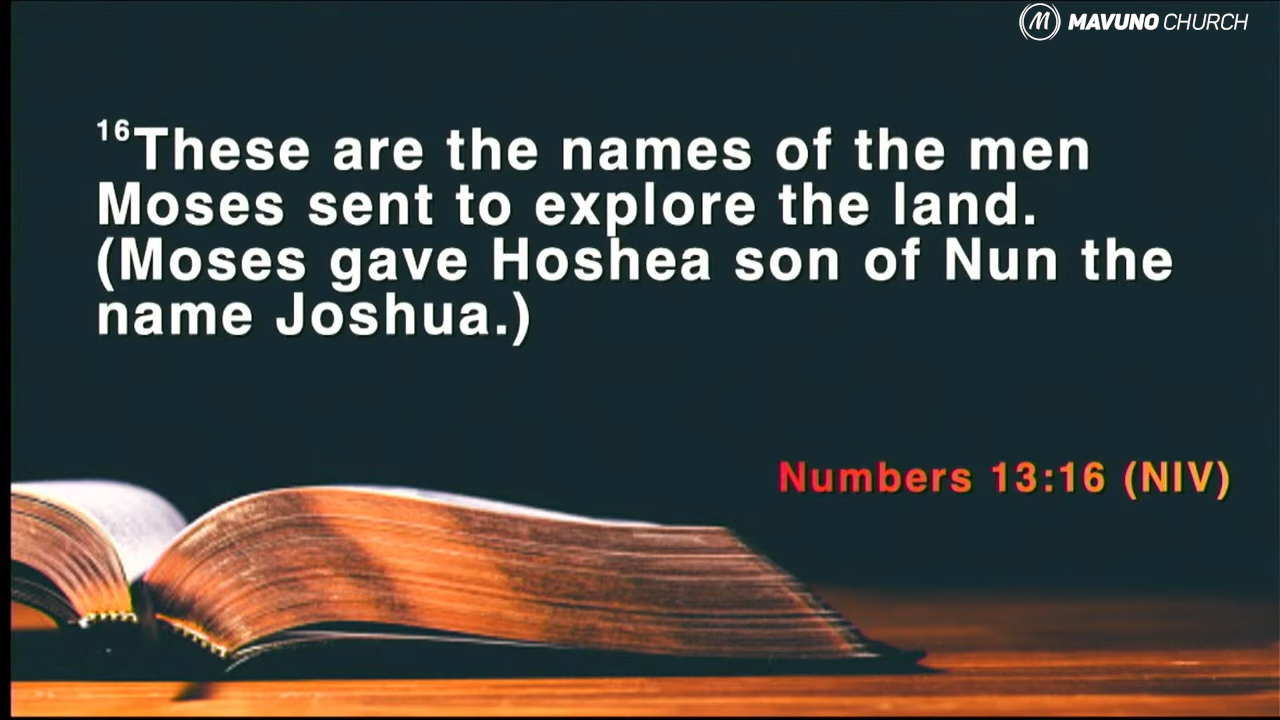 MAVUNO CHURCH
16These are the names of the men
Moses sent to explore the land.
(Moses gave Hoshea son of Nun the
name Joshua.)
Numbers 13:16 (NIV)